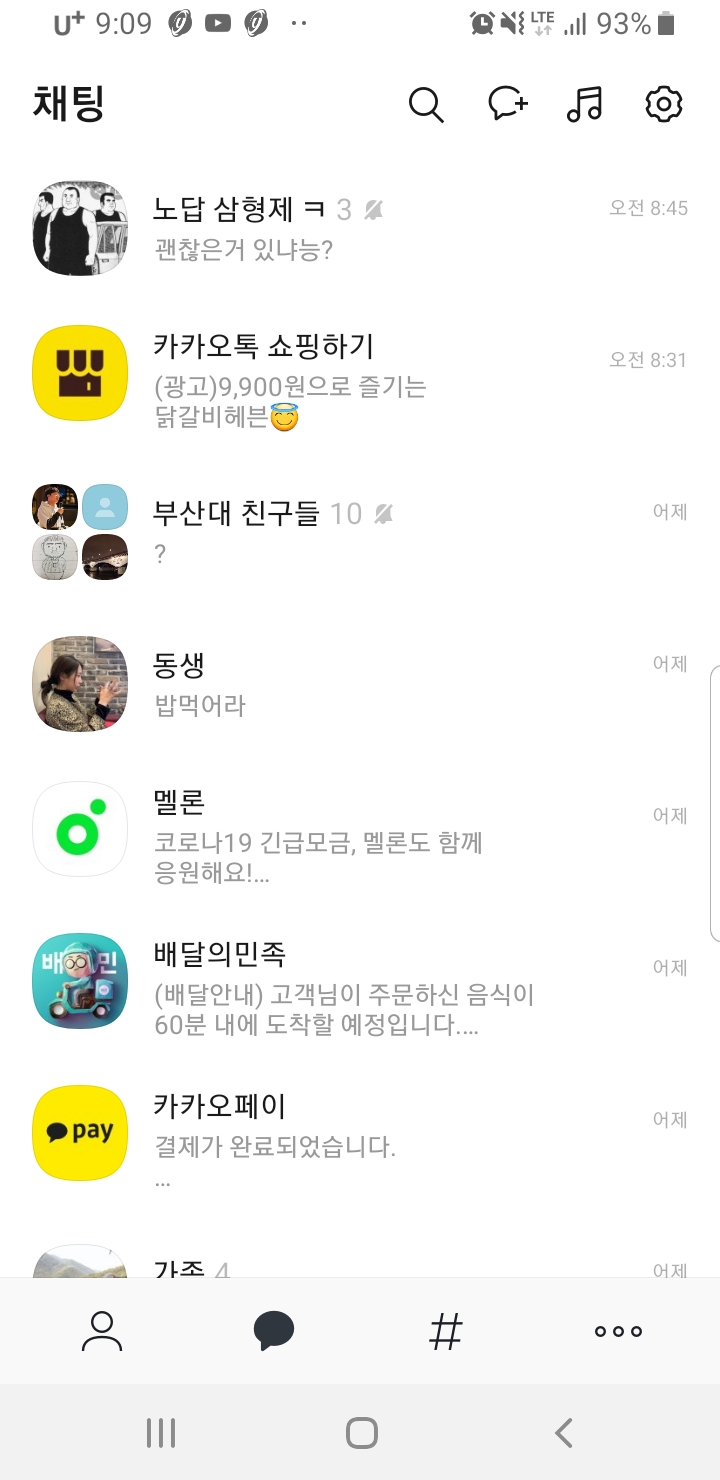 U+ 9:09 LTE 93%
채팅
노답 삼형제 ㅋ 3 오전 8:45
괜찮은거 있냐능?
카카오톡 쇼핑하기 오전 8:31
(광고)9,900원으로 즐기는
닭갈비헤븐😇
부산대 친구들 10 어제
?
동생 어제
밥먹어라
멜론 어제
코로나19 긴급모금, 멜론도 함께
응원해요!...
배민
배달의민족 어제
(배달안내) 고객님이 주문하신 음식이
60분 내에 도착할 예정입니다....
pay
카카오페이 어제
결제가 완료되었습니다.
...
가족 4 어제